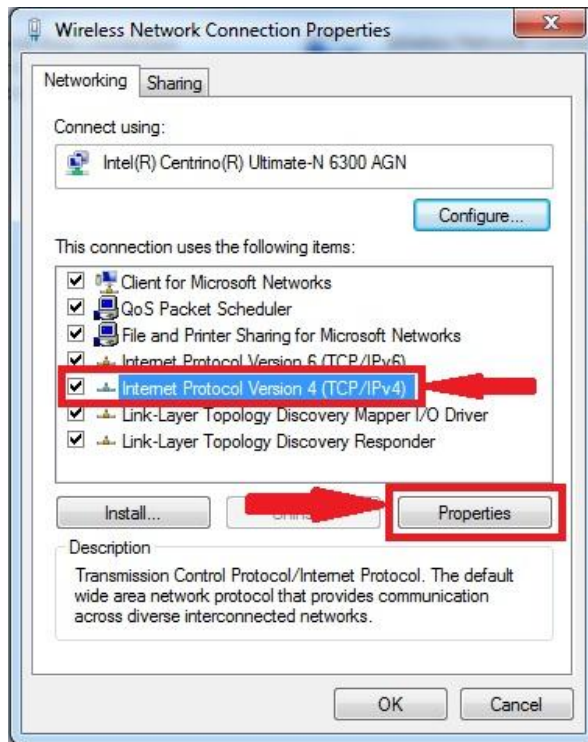 Wireless Network Connection Properties
Networking
Sharing
Connect using:
Intel(R) Centrino(R) Ultimate-N 6300 AGN
Configure...
This connection uses the following items:
Client for Microsoft Networks
QoS Packet Scheduler
File and Printer Sharing for Microsoft Networks
Internet Protocol Version 6 (TCP/IPv6)
Internet Protocol Version 4 (TCP/IPv4)
Link-Layer Topology Discovery Mapper I/O Driver
Link-Layer Topology Discovery Responder
Install...
Properties
Description
Transmission Control Protocol/Internet Protocol. The default
wide area network protocol that provides communication
across diverse interconnected networks.
OK
Cancel